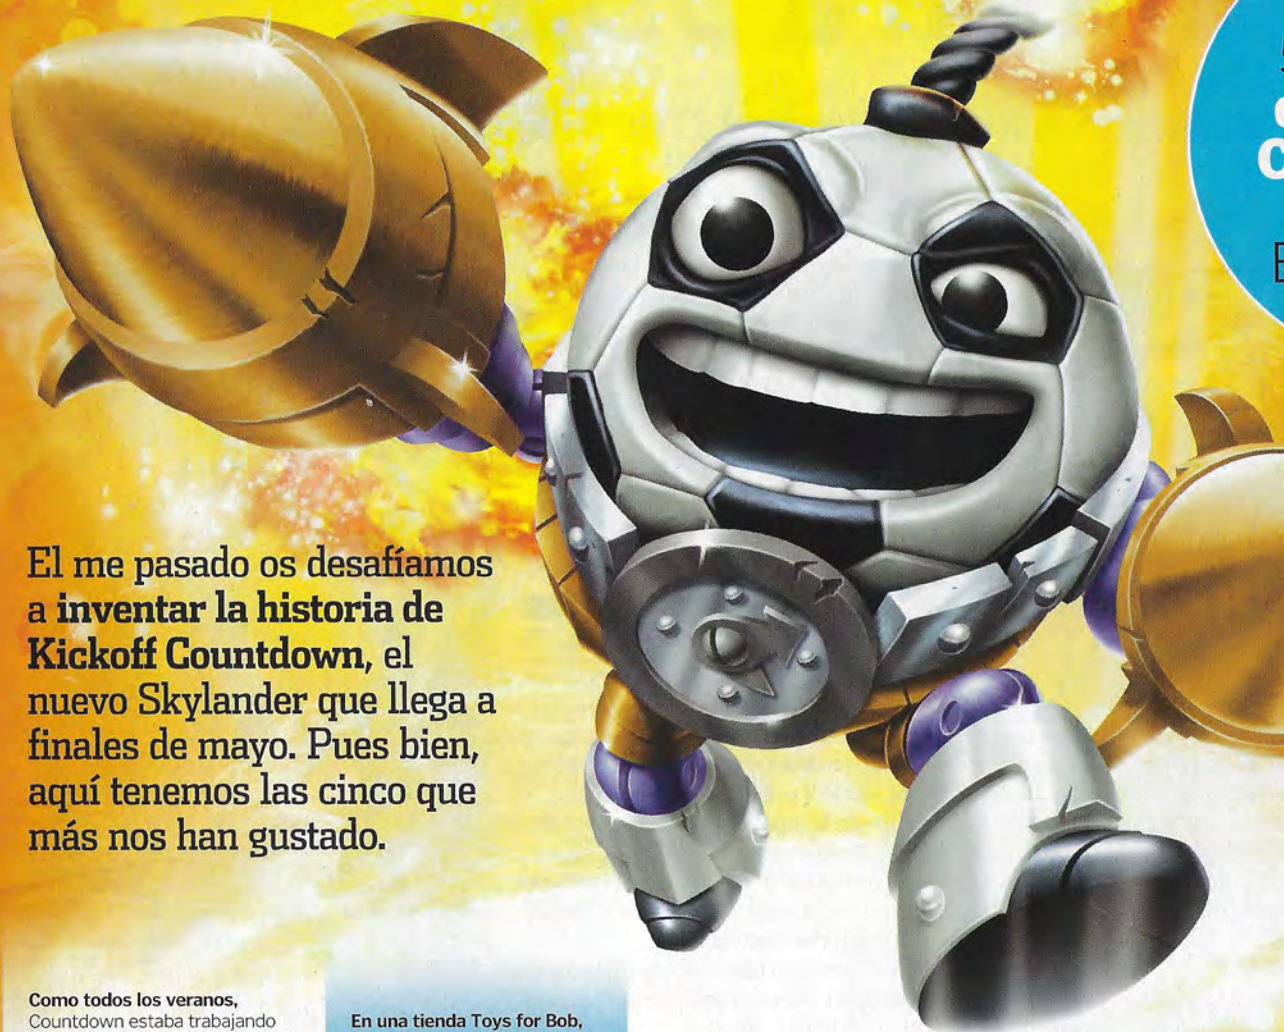 El me pasado os desafíamos
a inventar la historia de
Kickoff Countdown, el
nuevo Skylander que llega a
finales de mayo. Pues bien,
aquí tenemos las cinco que
más nos han gustado.
Como todos los veranos,
Countdown estaba trabajando
En una tienda Toys for Bob,